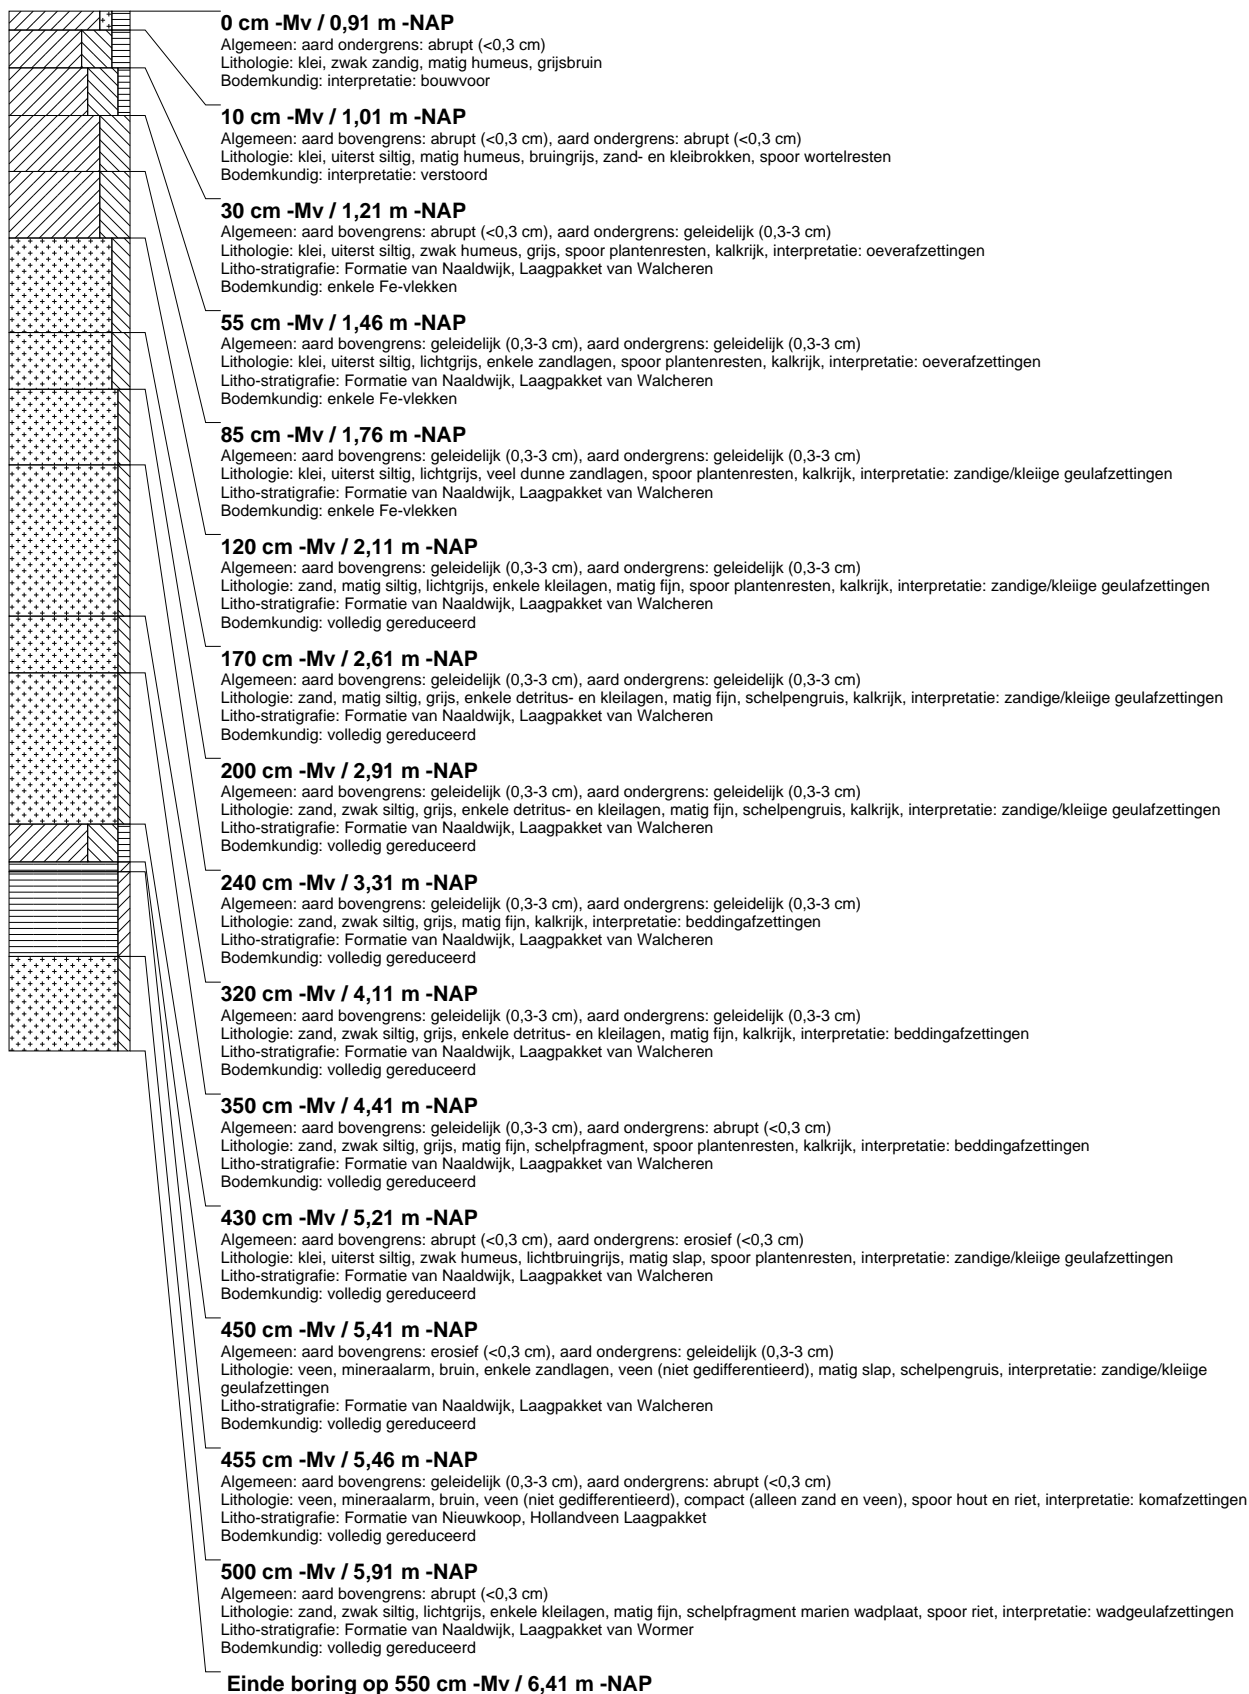 0 cm -Mv / 0,91 m -NAP
Algemeen: aard ondergrens: abrupt (<0,3 cm)
Lithologie: klei, zwak zandig, matig humeus, grijsbruin
Bodemkundig: interpretatie: bouwvoor
10 cm -Mv / 1,01 m -NAP
Algemeen: aard bovengrens: abrupt (<0,3 cm), aard ondergrens: abrupt (<0,3 cm)
Lithologie: klei, uiterst siltig, matig humeus, bruingrijs, zand- en kleibrokken, spoor wortelresten
Bodemkundig: interpretatie: verstoord
30 cm -Mv / 1,21 m -NAP
Algemeen: aard bovengrens: abrupt (<0,3 cm), aard ondergrens: geleidelijk (0,3-3 cm)
Lithologie: klei, uiterst siltig, zwak humeus, grijs, spoor plantenresten, kalkrijk, interpretatie: oeverafzettingen
Litho-stratigrafie: Formatie van Naaldwijk, Laagpakket van Walcheren
Bodemkundig: enkele Fe-vlekken
55 cm -Mv / 1,46 m -NAP
Algemeen: aard bovengrens: geleidelijk (0,3-3 cm), aard ondergrens: geleidelijk (0,3-3 cm)
Lithologie: klei, uiterst siltig, lichtgrijs, enkele zandlagen, spoor plantenresten, kalkrijk, interpretatie: oeverafzettingen
Litho-stratigrafie: Formatie van Naaldwijk, Laagpakket van Walcheren
Bodemkundig: enkele Fe-vlekken
85 cm -Mv / 1,76 m -NAP
Algemeen: aard bovengrens: geleidelijk (0,3-3 cm), aard ondergrens: geleidelijk (0,3-3 cm)
Lithologie: klei, uiterst siltig, lichtgrijs, veel dunne zandlagen, spoor plantenresten, kalkrijk, interpretatie: zandige/kleiige geulafzettingen
Litho-stratigrafie: Formatie van Naaldwijk, Laagpakket van Walcheren
Bodemkundig: enkele Fe-vlekken
120 cm -Mv / 2,11 m -NAP
Algemeen: aard bovengrens: geleidelijk (0,3-3 cm), aard ondergrens: geleidelijk (0,3-3 cm)
Lithologie: zand, matig siltig, lichtgrijs, enkele kleilagen, matig fijn, spoor plantenresten, kalkrijk, interpretatie: zandige/kleiige geulafzettingen
Litho-stratigrafie: Formatie van Naaldwijk, Laagpakket van Walcheren
Bodemkundig: volledig gereduceerd
170 cm -Mv / 2,61 m -NAP
Algemeen: aard bovengrens: geleidelijk (0,3-3 cm), aard ondergrens: geleidelijk (0,3-3 cm)
Lithologie: zand, matig siltig, grijs, enkele detritus- en kleilagen, matig fijn, schelpengruis, kalkrijk, interpretatie: zandige/kleiige geulafzettingen
Litho-stratigrafie: Formatie van Naaldwijk, Laagpakket van Walcheren
Bodemkundig: volledig gereduceerd
200 cm -Mv / 2,91 m -NAP
Algemeen: aard bovengrens: geleidelijk (0,3-3 cm), aard ondergrens: geleidelijk (0,3-3 cm)
Lithologie: zand, zwak siltig, grijs, enkele detritus- en kleilagen, matig fijn, schelpengruis, kalkrijk, interpretatie: zandige/kleiige geulafzettingen
Litho-stratigrafie: Formatie van Naaldwijk, Laagpakket van Walcheren
Bodemkundig: volledig gereduceerd
240 cm -Mv / 3,31 m -NAP
Algemeen: aard bovengrens: geleidelijk (0,3-3 cm), aard ondergrens: geleidelijk (0,3-3 cm)
Lithologie: zand, zwak siltig, grijs, matig fijn, kalkrijk, interpretatie: beddingafzettingen
Litho-stratigrafie: Formatie van Naaldwijk, Laagpakket van Walcheren
Bodemkundig: volledig gereduceerd
320 cm -Mv / 4,11 m -NAP
Algemeen: aard bovengrens: geleidelijk (0,3-3 cm), aard ondergrens: geleidelijk (0,3-3 cm)
Lithologie: zand, zwak siltig, grijs, enkele detritus- en kleilagen, matig fijn, kalkrijk, interpretatie: beddingafzettingen
Litho-stratigrafie: Formatie van Naaldwijk, Laagpakket van Walcheren
Bodemkundig: volledig gereduceerd
350 cm -Mv / 4,41 m -NAP
Algemeen: aard bovengrens: geleidelijk (0,3-3 cm), aard ondergrens: abrupt (<0,3 cm)
Lithologie: zand, zwak siltig, grijs, matig fijn, schelpfragment, spoor plantenresten, kalkrijk, interpretatie: beddingafzettingen
Litho-stratigrafie: Formatie van Naaldwijk, Laagpakket van Walcheren
Bodemkundig: volledig gereduceerd
430 cm -Mv / 5,21 m -NAP
Algemeen: aard bovengrens: abrupt (<0,3 cm), aard ondergrens: erosief (<0,3 cm)
Lithologie: klei, uiterst siltig, zwak humeus, lichtbruingrijs, matig slap, spoor plantenresten, interpretatie: zandige/kleiige geulafzettingen
Litho-stratigrafie: Formatie van Naaldwijk, Laagpakket van Walcheren
Bodemkundig: volledig gereduceerd
450 cm -Mv / 5,41 m -NAP
Algemeen: aard bovengrens: erosief (<0,3 cm), aard ondergrens: geleidelijk (0,3-3 cm)
Lithologie: veen, mineraalarm, bruin, enkele zandlagen, veen (niet gedifferentieerd), matig slap, schelpengruis, interpretatie: zandige/kleiige
geulafzettingen
Litho-stratigrafie: Formatie van Naaldwijk, Laagpakket van Walcheren
Bodemkundig: volledig gereduceerd
455 cm -Mv / 5,46 m -NAP
Algemeen: aard bovengrens: geleidelijk (0,3-3 cm), aard ondergrens: abrupt (<0,3 cm)
Lithologie: veen, mineraalarm, bruin, veen (niet gedifferentieerd), compact (alleen zand en veen), spoor hout en riet, interpretatie: komafzettingen
Litho-stratigrafie: Formatie van Nieuwkoop, Hollandveen Laagpakket
Bodemkundig: volledig gereduceerd
500 cm -Mv / 5,91 m -NAP
Algemeen: aard bovengrens: abrupt (<0,3 cm)
Lithologie: zand, zwak siltig, lichtgrijs, enkele kleilagen, matig fijn, schelpfragment marien wadplaat, spoor riet, interpretatie: wadgeulafzettingen
Litho-stratigrafie: Formatie van Naaldwijk, Laagpakket van Wormer
Bodemkundig: volledig gereduceerd
Einde boring op 550 cm -Mv / 6,41 m -NAP